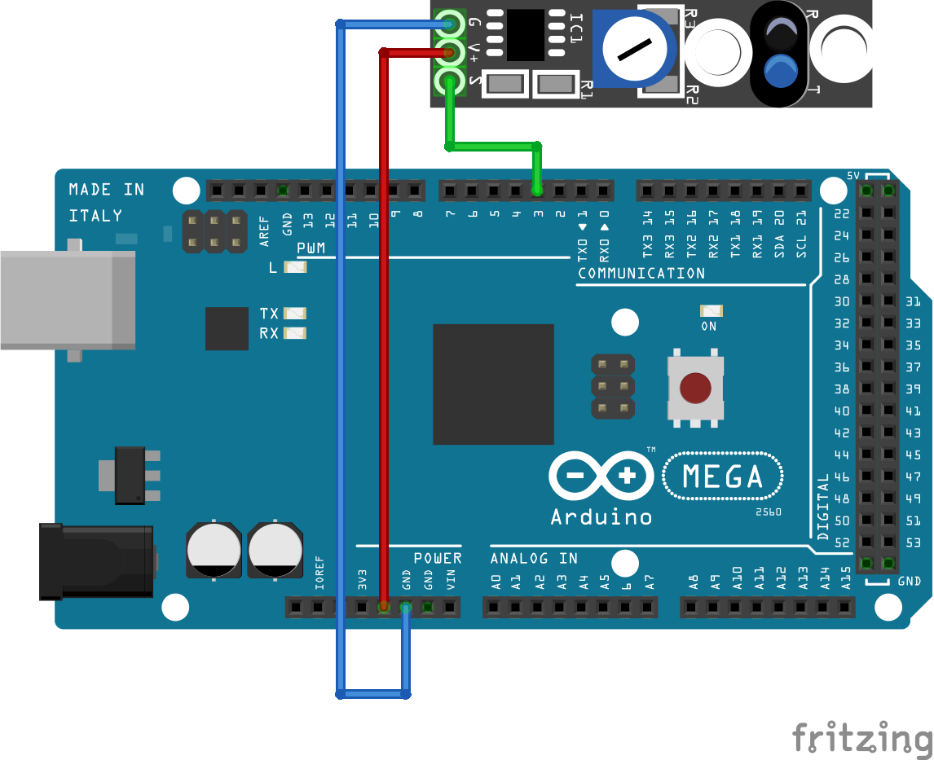 G
V+
S
IC1
R1
R3
R2
R
T
MADE IN
ITALY
AREF
GND
13
12
11
10
9
8
7
6
5
4
3
2
TX0 ◀ 1
RX0 ▶ 0
TX3 14
RX3 15
TX2 16
RX2 17
TX1 18
RX1 19
SDA 20
SCL 21
5V
PWM
COMMUNICATION
L
TX
RX
ON
22
24
26
28
30 31
32 33
34 35
36 37
38 39
40 41
42 43
44 45
46 47
48 49
50 51
52 53
DIGITAL
GND
Arduino
TM
MEGA
2560
POWER
ANALOG IN
IOREF
3V3
GND
GND
VIN
A0
A1
A2
A3
A4
A5
6
A7
A8
A9
A10
A11
A12
A13
A14
A15
fritzing